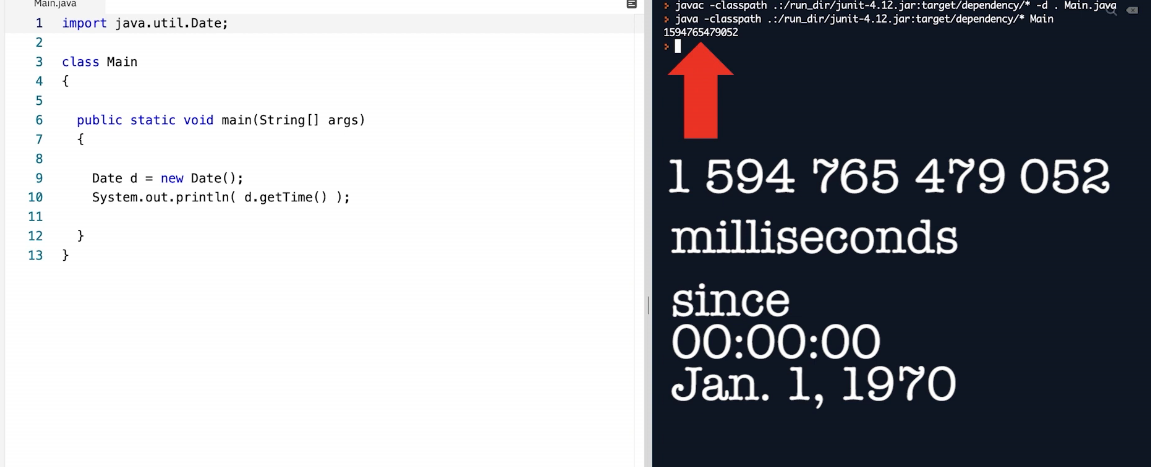 Main.java
1 import java.util.Date;
2
3 class Main
4 {
5
6 public static void main(String[] args)
7 {
8
9 Date d = new Date();
10 System.out.println( d.getTime() );
11
12 }
13 }
> javac -classpath .:/run_dir/junit-4.12.jar:target/dependency/* -d . Main.java
> java -classpath .:/run_dir/junit-4.12.jar:target/dependency/* Main
1594765479052
>
1 594 765 479 052
milliseconds
since
00:00:00
Jan. 1, 1970